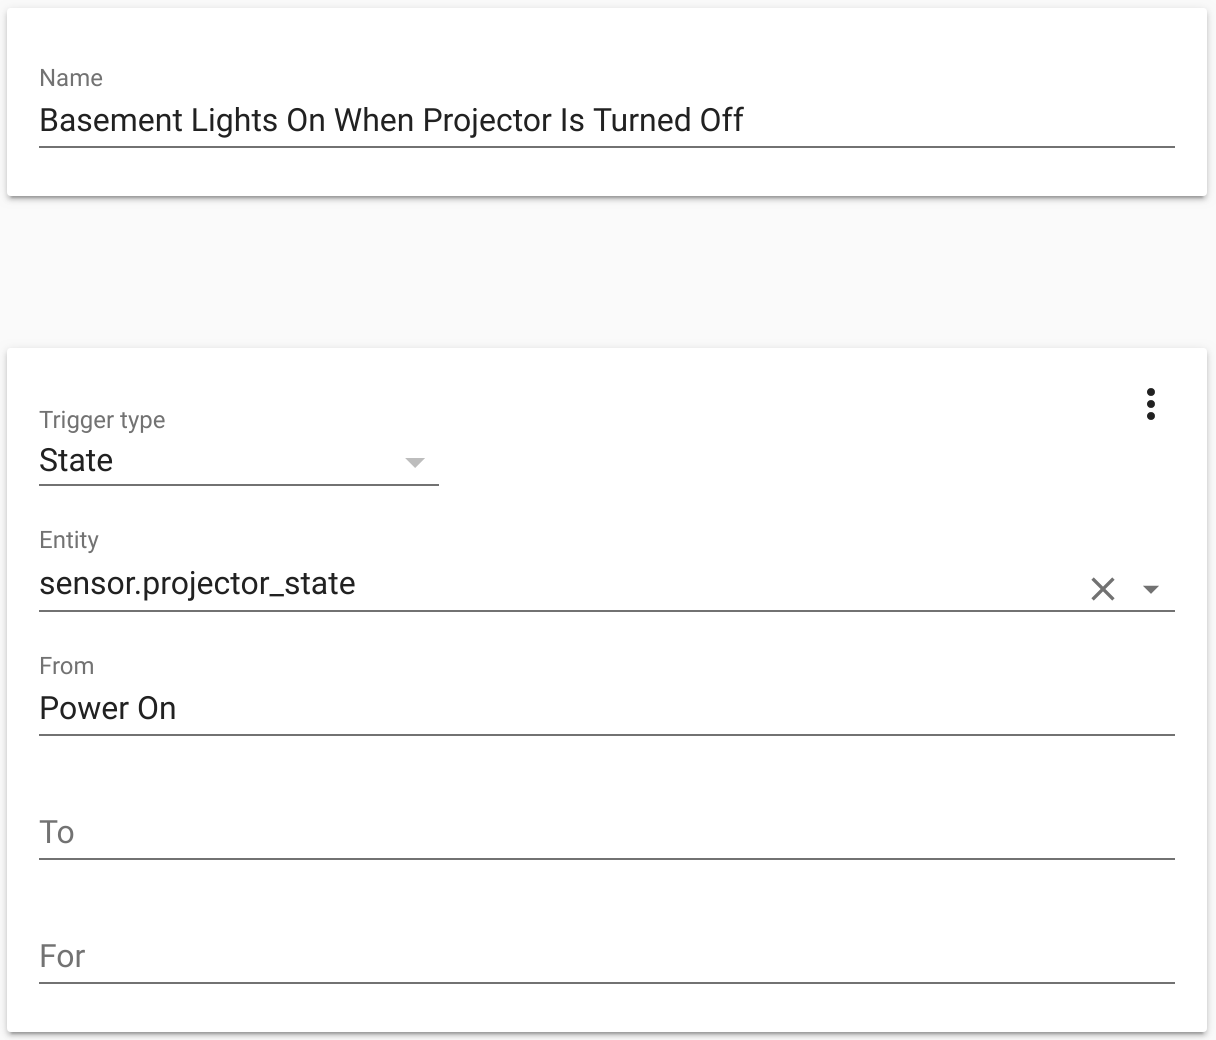 Name
Basement Lights On When Projector Is Turned Off
Trigger type
State
Entity
sensor.projector_state
From
Power On
To
For